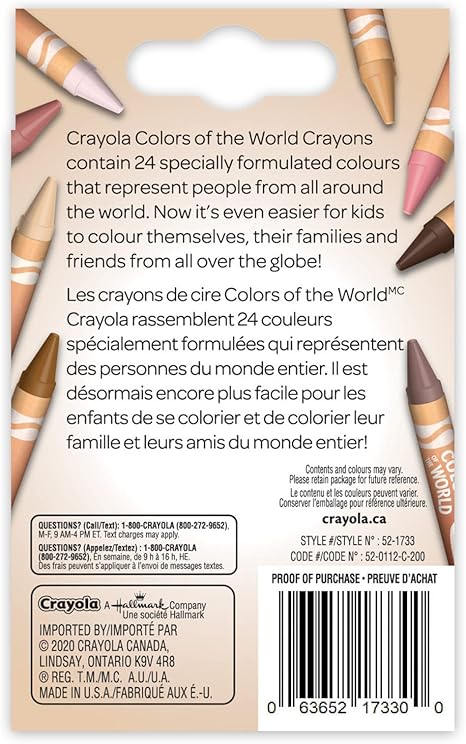 Crayola Colors of the World Crayons
contain 24 specially formulated colours
that represent people from all around
the world. Now it's even easier for kids
to colour themselves, their families and
friends from all over the globe!
Les crayons de cire Colors of the World MC
Crayola rassemblent 24 couleurs
spécialement formulées qui représentent
des personnes du monde entier. Il est
désormais encore plus facile pour les
enfants de se colorier et de colorier leur
famille et leurs amis du monde entier!
COLORS
OF THE WORLD
Contents and colours may vary.
Please retain package for future reference.
Le contenu et les couleurs peuvent varier.
Conserver l'emballage pour référence ultérieure.
crayola.ca
STYLE #/STYLE N° : 52-1733
CODE #/CODE N° : 52-0112-C-200
QUESTIONS? (Call/Text): 1-800-CRAYOLA (800-272-9652),
M-F, 9 AM-4 PM ET. Text charges may apply.
QUESTIONS? (Appelez/Textez) : 1-800-CRAYOLA
(800-272-9652). En semaine, de 9 h à 16 h, HE.
Des frais peuvent s'appliquer à l'envoi de messages textes.
Crayola A Hallmark Company
Une société Hallmark
IMPORTED BY/IMPORTÉ PAR
© 2020 CRAYOLA CANADA,
LINDSAY, ONTARIO K9V 4R8
® REG. T.M./M.C. DÉP. AU/
MADE IN U.S.A./FABRIQUÉ AUX É.-U.
PROOF OF PURCHASE • PREUVE D'ACHAT
0 63652 17330 0